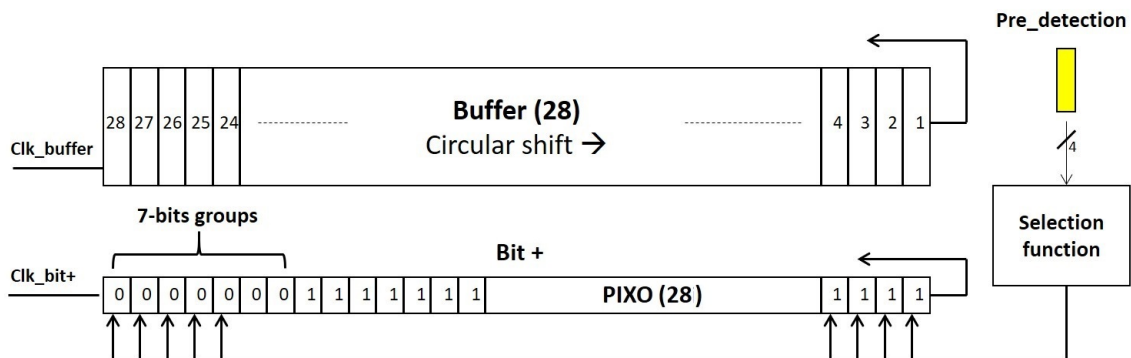 Pre_detection
Buffer (28)
28 27 26 25 24 4 3 2 1
Circular shift →
Clk_buffer
4
7-bits groups
Selection
function
Bit +
Clk_bit+
0 0 0 0 0 0 0 1 1 1 1 1 1 1 PIXO (28) 1 1 1 1